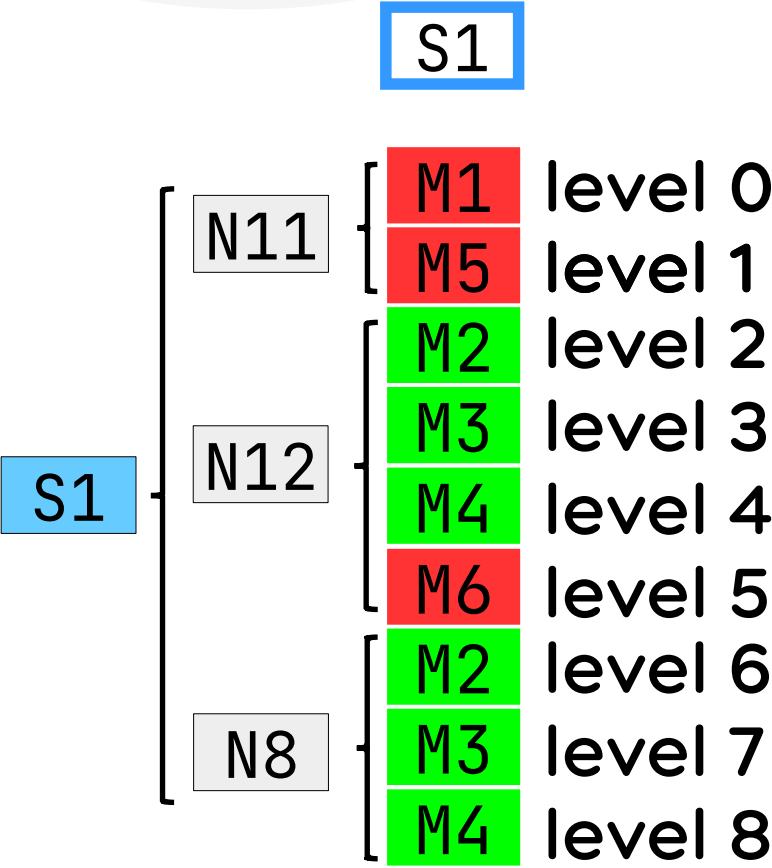 S1
M1 level 0
N11
M5 level 1
M2 level 2
M3 level 3
N12
S1
M4 level 4
M6 level 5
M2 level 6
N8
M3 level 7
M4 level 8